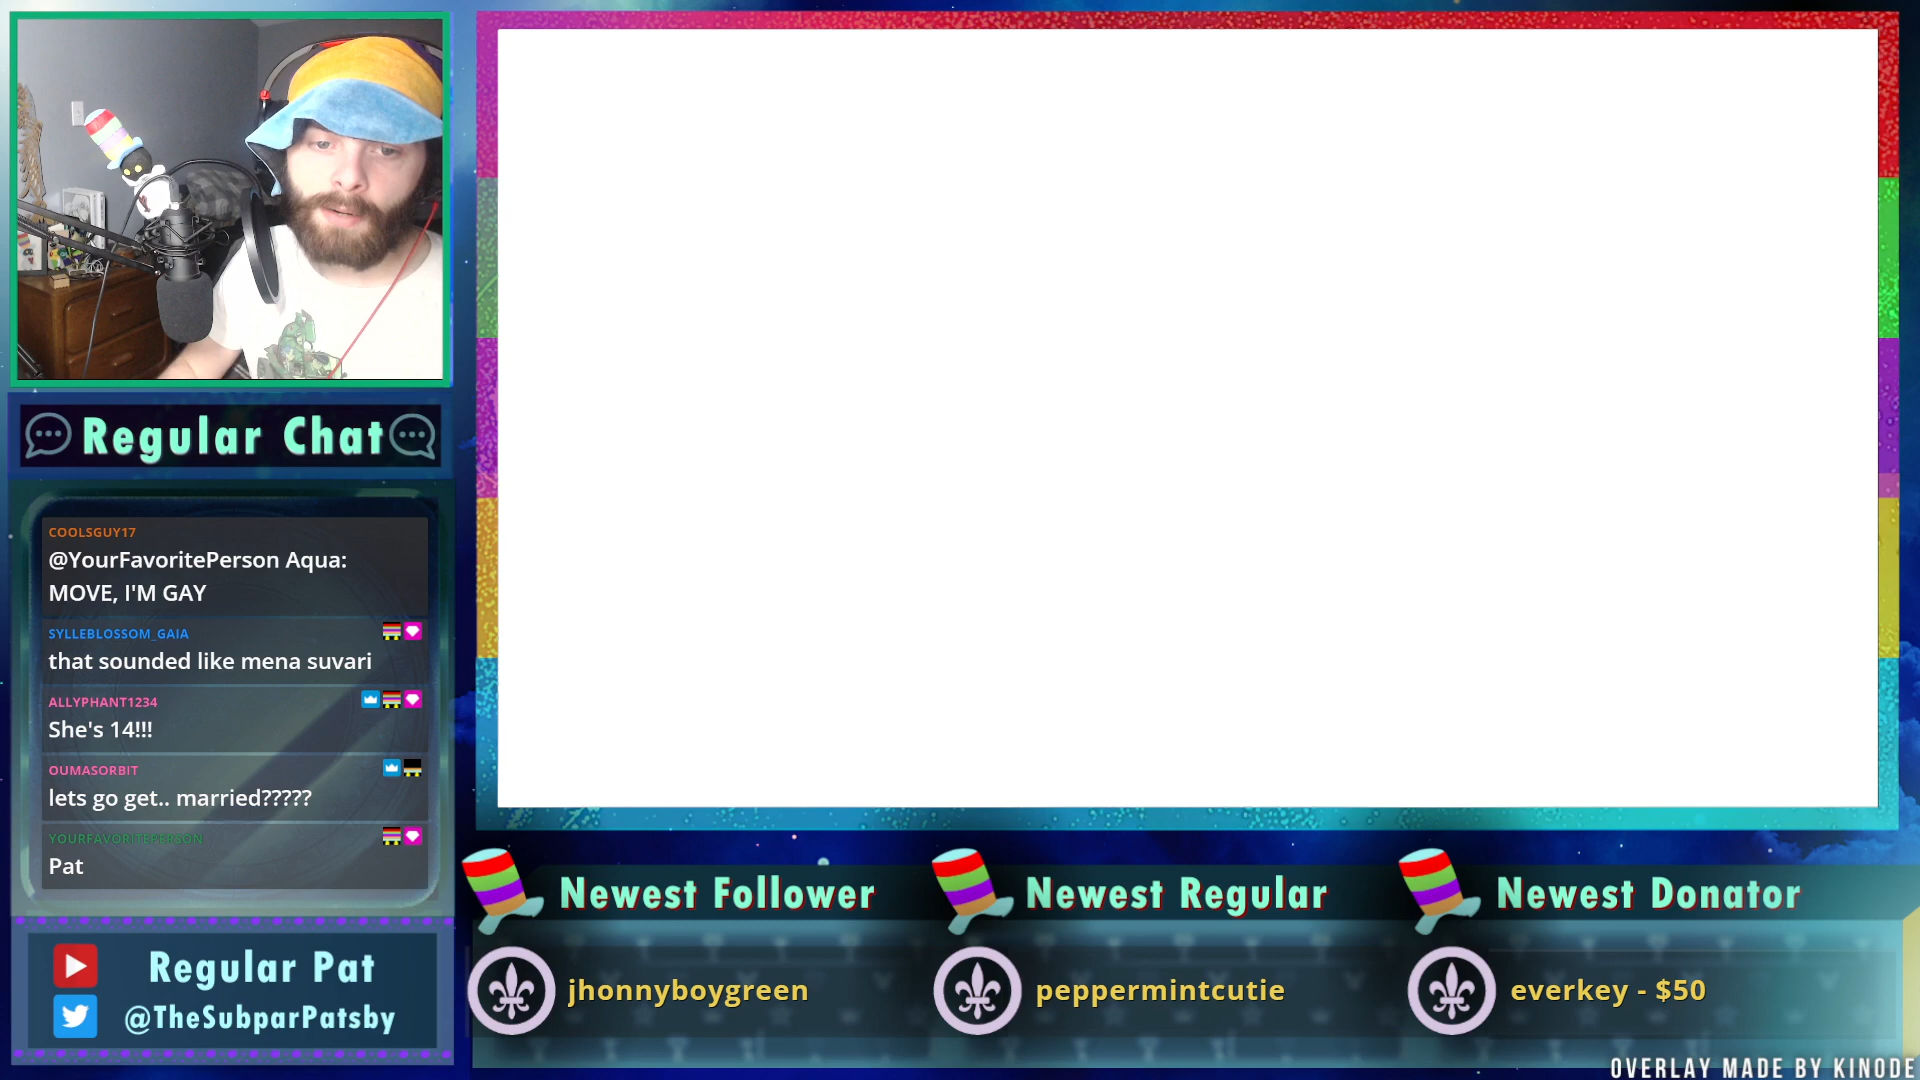 Regular Chat
COOLSGUY17
@YourFavoritePerson Aqua:
MOVE, I'M GAY
SYLLEBLOSSOM_GAIA
that sounded like mena suvari
ALLYPHANT1234
She's 14!!!
OUMASORBIT
lets go get.. married?????
YOURFAVORITEPERSON
Pat
Regular Pat
@TheSubparPatsby
Newest Follower
jhonnyboygreen
Newest Regular
peppermintcutie
Newest Donator
everkey - $50
OVERLAY MADE BY KINODE